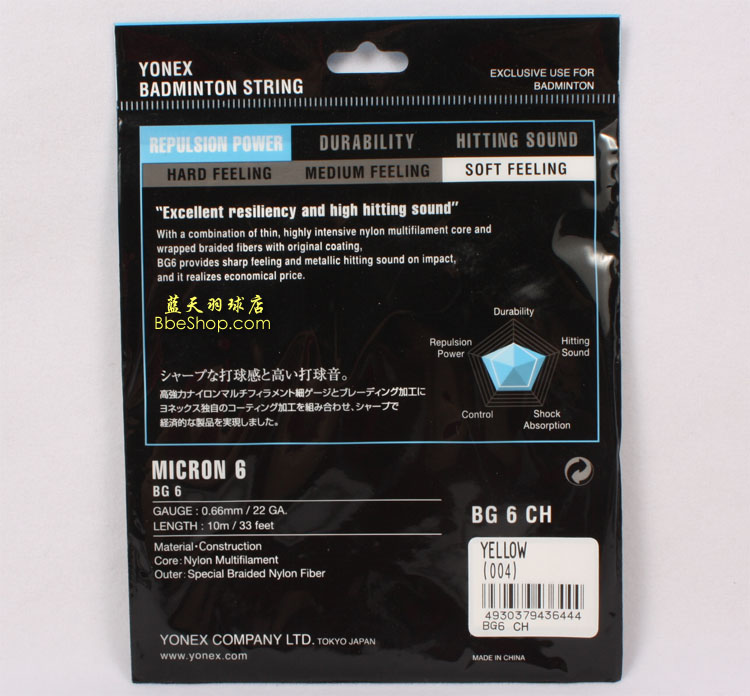 YONEX
BADMINTON STRING
EXCLUSIVE USE FOR
BADMINTON
REPULSION POWER
DURABILITY
HITTING SOUND
HARD FEELING
MEDIUM FEELING
SOFT FEELING
"Excellent resiliency and high hitting sound"
With a combination of thin, highly intensive nylon multifilament core and
wrapped braided fibers with original coating,
BG6 provides sharp feeling and metallic hitting sound on impact,
and it realizes economical price.
蓝天羽球店
BbeShop.com
Durability
Repulsion
Power
Hitting
Sound
Control
Shock
Absorption
シャープな打球感と高い打球音。
高強力ナイロンマルチフィラメント細ゲージとブレーディング加工に
ヨネックス独自のコーティング加工を組み合わせ、シャープで
経済的な製品を実現しました。
MICRON 6
BG 6
GAUGE : 0.66mm / 22 GA.
LENGTH : 10m / 33 feet
Material・Construction
Core: Nylon Multifilament
Outer: Special Braided Nylon Fiber
BG 6 CH
YELLOW
(004)
4930379436444
BG6 CH
YONEX COMPANY LTD. TOKYO JAPAN
www.yonex.com
MADE IN CHINA